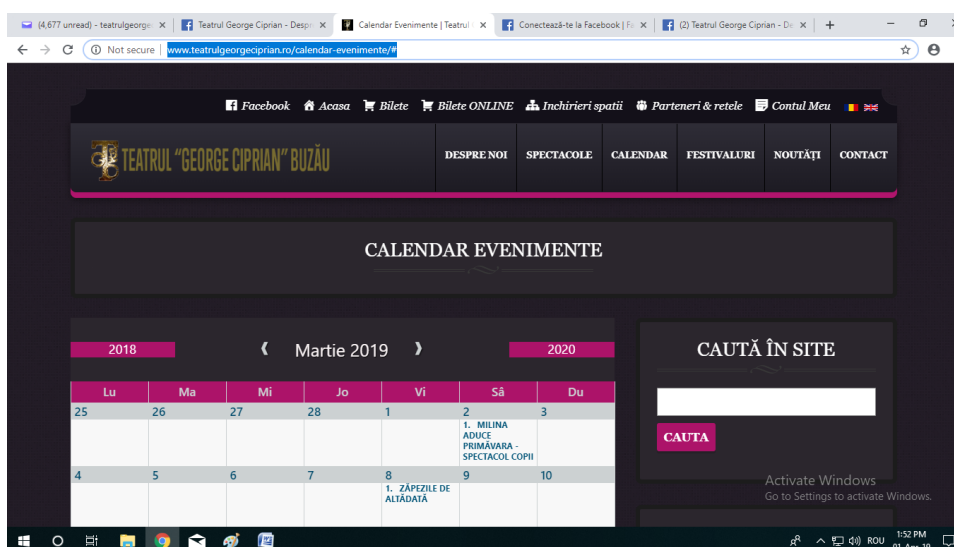 (4,677 unread) - teatrulgeorge
Teatrul George Ciprian - Despr
Calendar Evenimente | Teatrul
Conectează-te la Facebook | F
(2) Teatrul George Ciprian - De
Not secure | www.teatrulgeorgeciprian.ro/calendar-evenimente/#
Facebook Acasa Bilete Bilete ONLINE Inchirieri spatii Parteneri & retele Contul Meu
TEATRUL “GEORGE CIPRIAN” BUZĂU
DESPRE NOI SPECTACOLE CALENDAR FESTIVALURI NOUTĂȚI CONTACT
CALENDAR EVENIMENTE
2018 Martie 2019 2020
Lu Ma Mi Jo Vi Sâ Du
25 26 27 28 1 2 3
1. MILINA
ADUCE
PRIMĂVARA -
SPECTACOL COPII
4 5 6 7 8 9 10
1. ZĂPEZILE DE
ALTĂDATĂ
CAUTĂ ÎN SITE
CAUTA
Activate Windows
Go to Settings to activate Windows.
ROU
1:52 PM
01-Apr-19